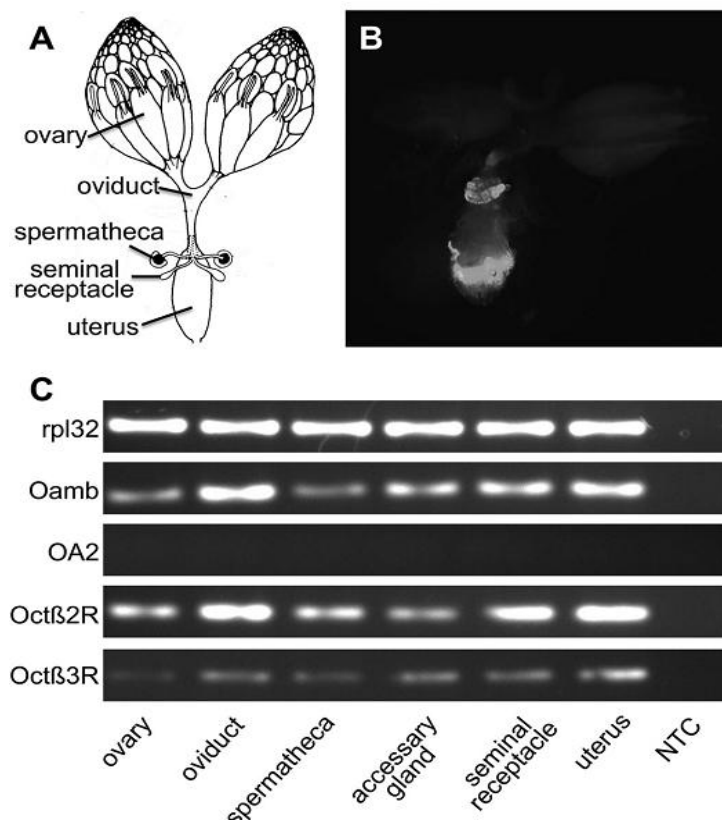 A
ovary
oviduct
spermatheca
seminal
receptacle
uterus
B
C
rpl32
Oamb
OA2
Octß2R
Octß3R
ovary
oviduct
spermatheca
accessary
gland
seminal
receptacle
uterus
NTC